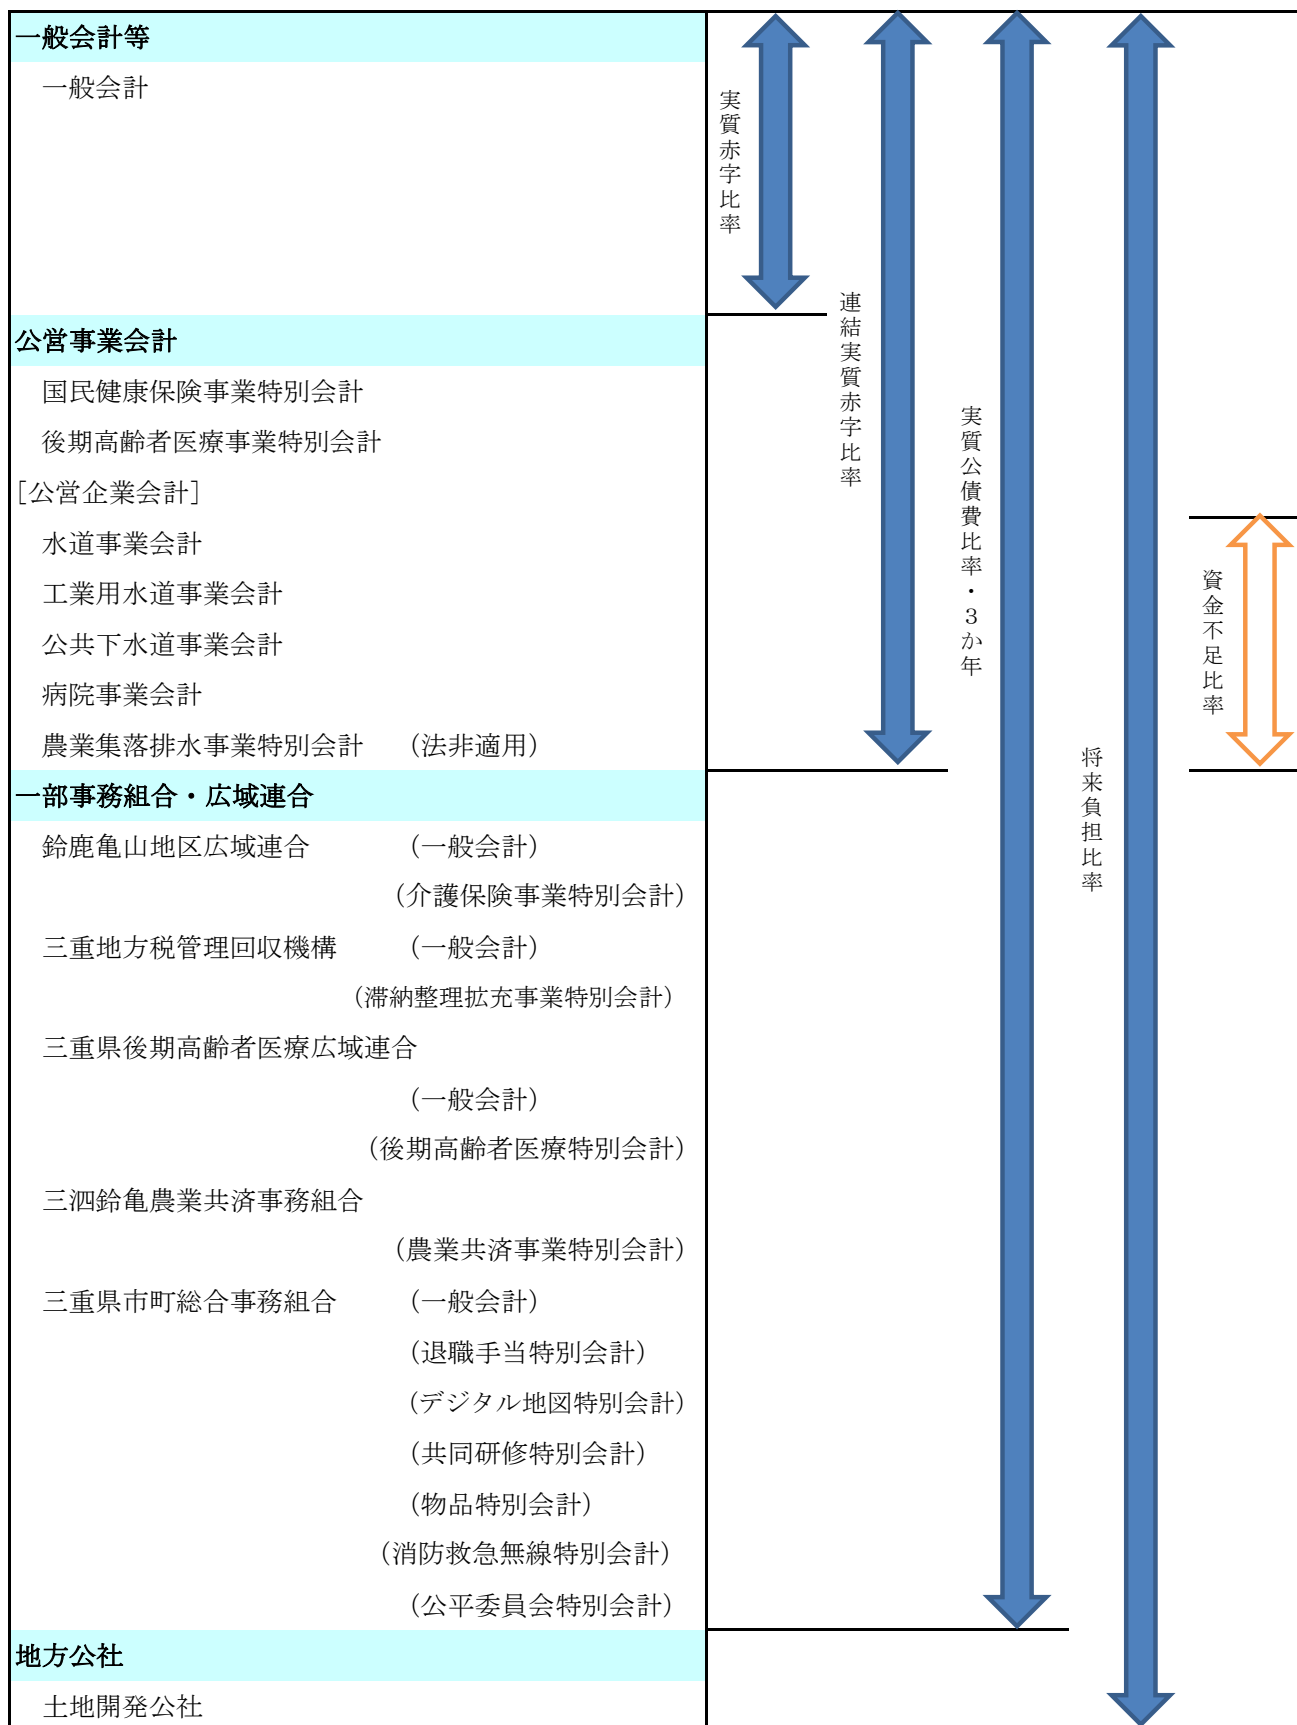 一般会計等
一般会計
公営事業会計
国民健康保険事業特別会計
後期高齢者医療事業特別会計
［公営企業会計］
水道事業会計
工業用水道事業会計
公共下水道事業会計
病院事業会計
農業集落排水事業特別会計 （法非適用）
一部事務組合・広域連合
鈴鹿亀山地区広域連合 （一般会計）
（介護保険事業特別会計）
三重地方税管理回収機構 （一般会計）
（滞納整理拡充事業特別会計）
三重県後期高齢者医療広域連合
（一般会計）
（後期高齢者医療特別会計）
三泗鈴亀農業共済事務組合
（農業共済事業特別会計）
三重県市町総合事務組合 （一般会計）
（退職手当特別会計）
（デジタル地図特別会計）
（共同研修特別会計）
（物品特別会計）
（消防救急無線特別会計）
（公平委員会特別会計）
地方公社
土地開発公社
実質赤字比率
連結実質赤字比率
実質公債費比率・３か年
将来負担比率
資金不足比率